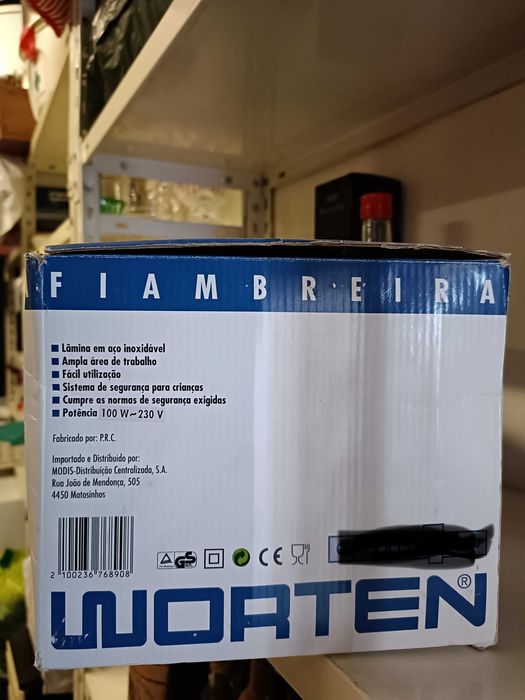 FIAMBREIRA
Lâmina em aço inoxidável
Ampla área de trabalho
Fácil utilização
Sistema de segurança para crianças
Cumpre as normas de segurança exigidas
Potência 100 W~230 V
Fabricado por: P.R.C.
Importado e Distribuido por:
MODIS-Distribuição Centralizada, S.A.
Rua João de Mendonça, 505
4450 Matosinhos
2 100236 768908
GS CE
WORTEN®